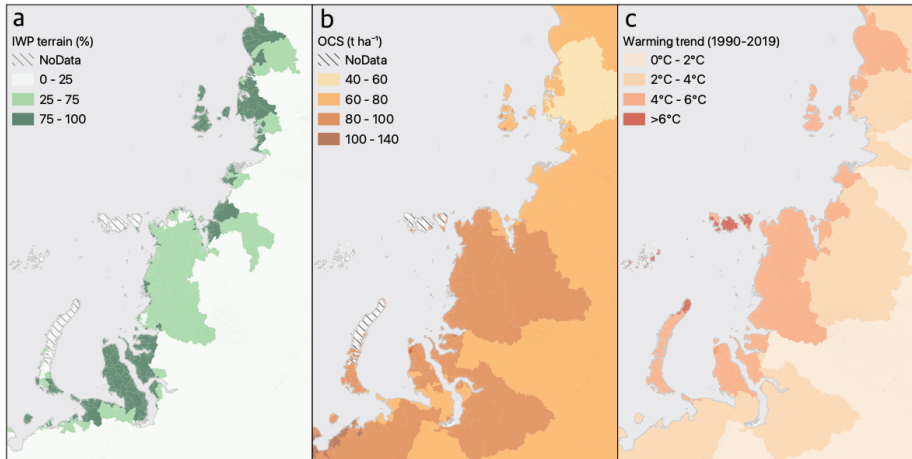 a
IWP terrain (%)
NoData
0 - 25
25 - 75
75 - 100
b
OCS (t ha⁻¹)
NoData
40 - 60
60 - 80
80 - 100
100 - 140
c
Warming trend (1990-2019)
0°C - 2°C
2°C - 4°C
4°C - 6°C
>6°C